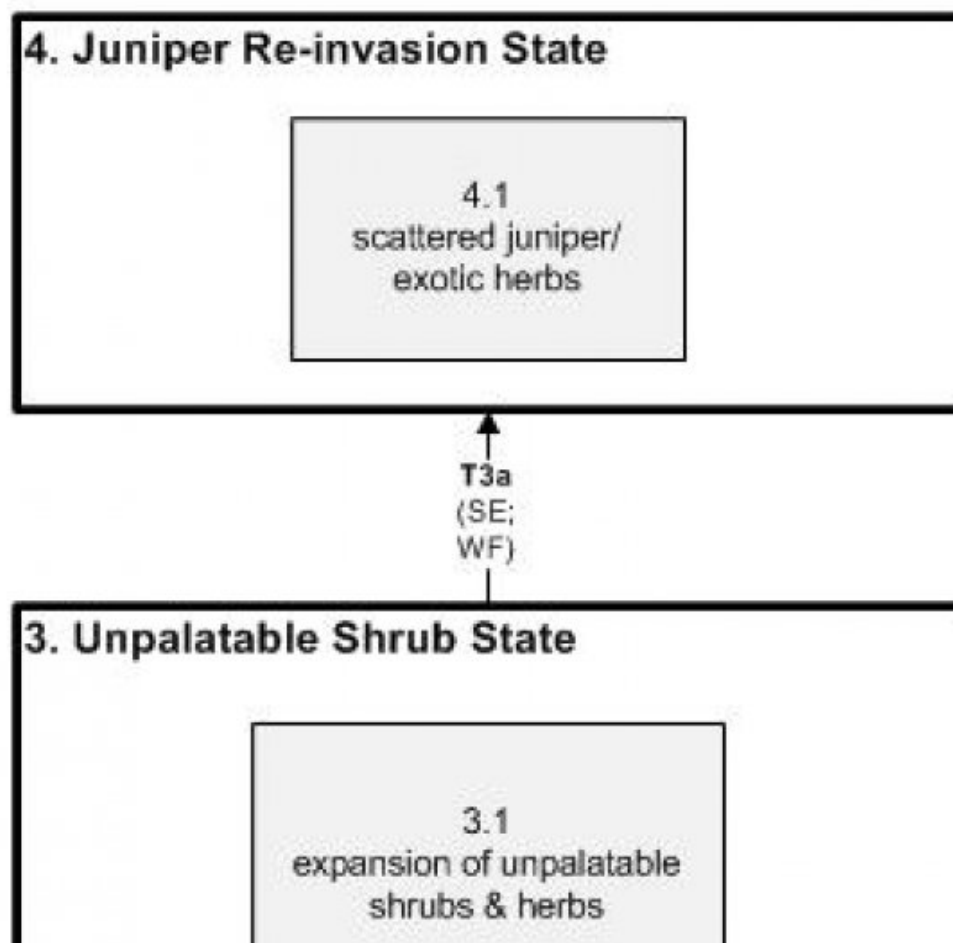 4. Juniper Re-invasion State
4.1
scattered juniper/
exotic herbs
T3a
(SE;
WF)
3. Unpalatable Shrub State
3.1
expansion of unpalatable
shrubs & herbs